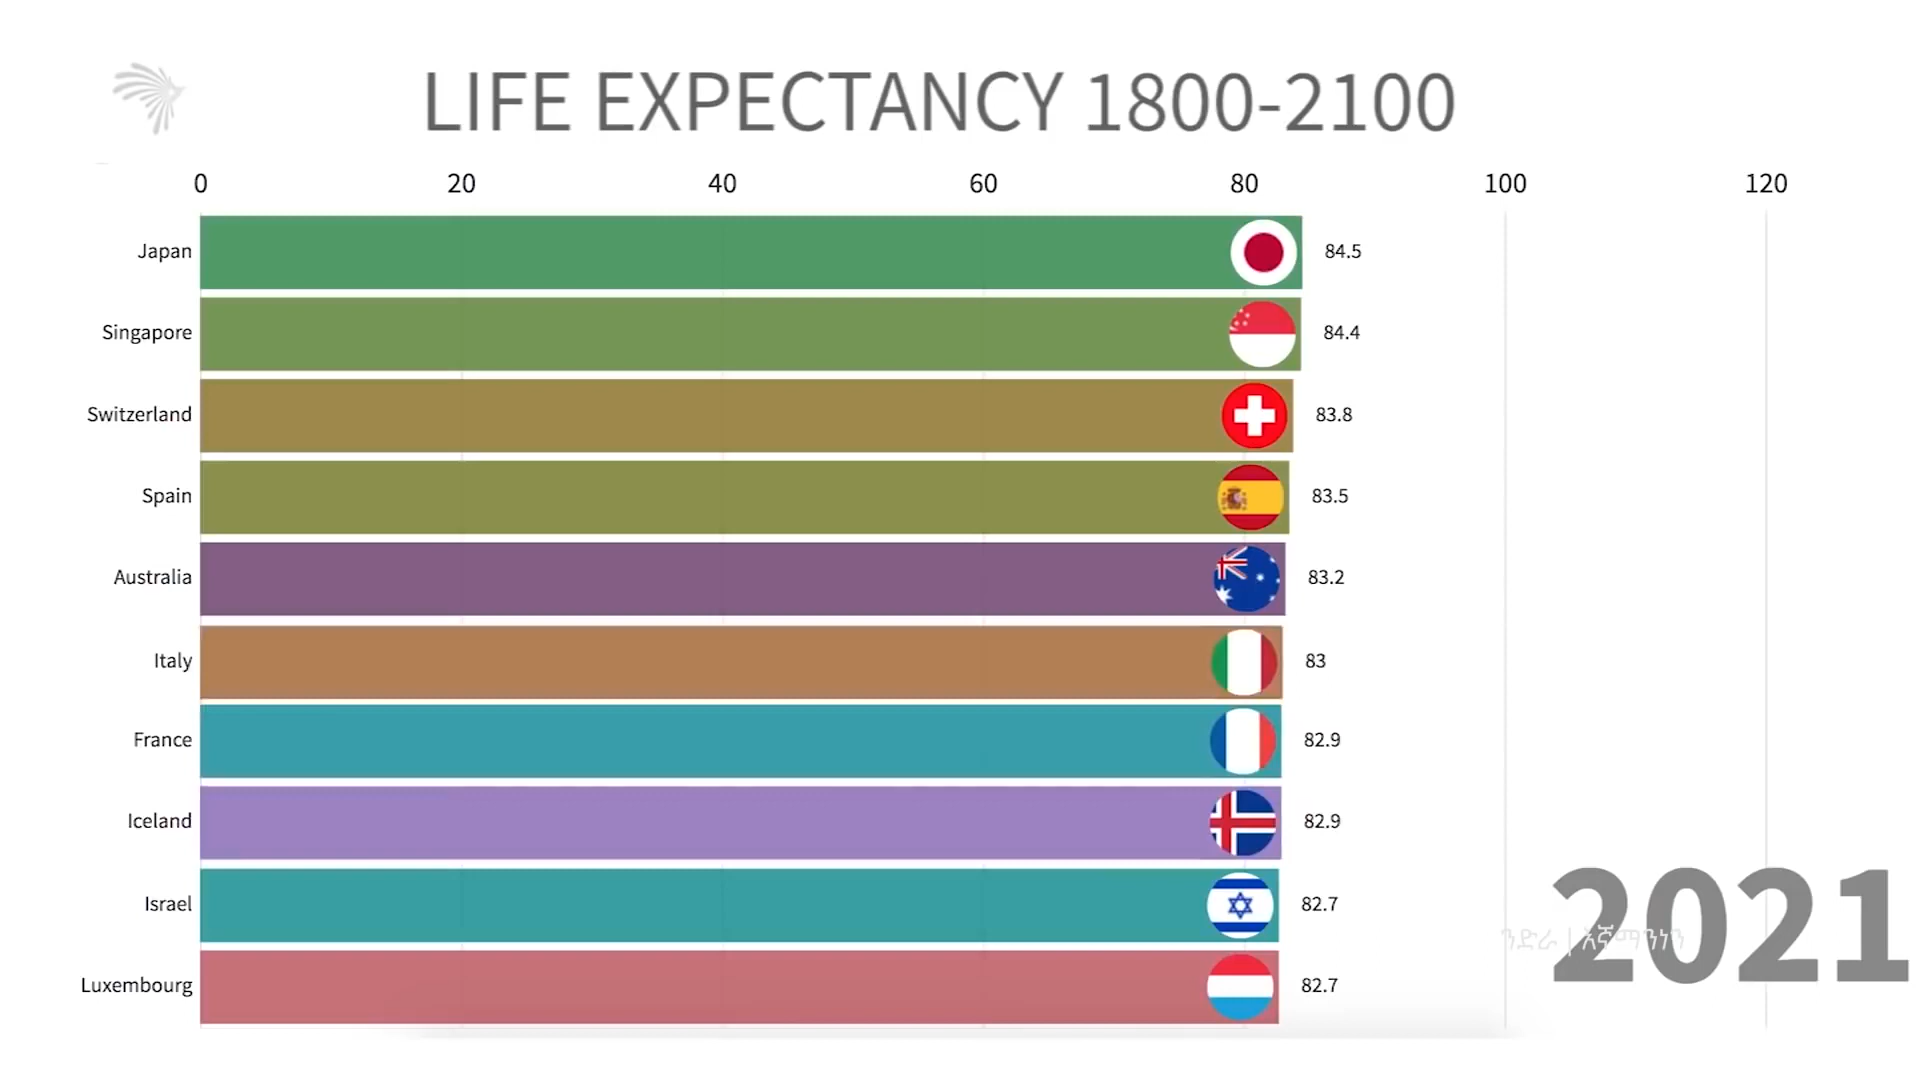 LIFE EXPECTANCY 1800-2100
0 20 40 60 80 100 120
Japan 84.5
Singapore 84.4
Switzerland 83.8
Spain 83.5
Australia 83.2
Italy 83
France 82.9
Iceland 82.9
Israel 82.7
Luxembourg 82.7
2021
ንድራ | እኛማንነን